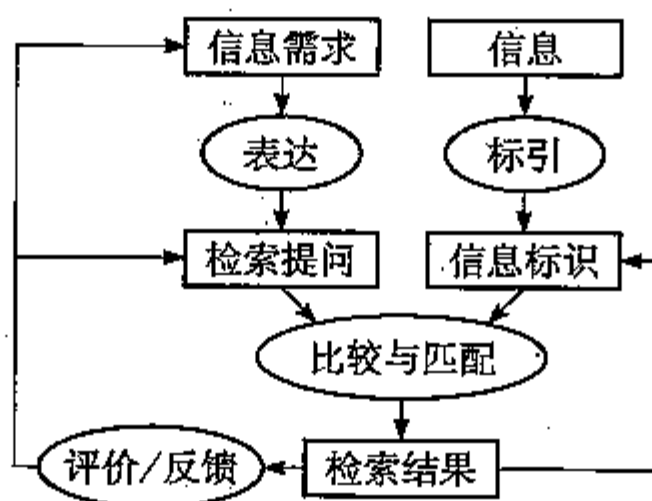 信息需求
信息
表达
标引
检索提问
信息标识
比较与匹配
评价/反馈
检索结果